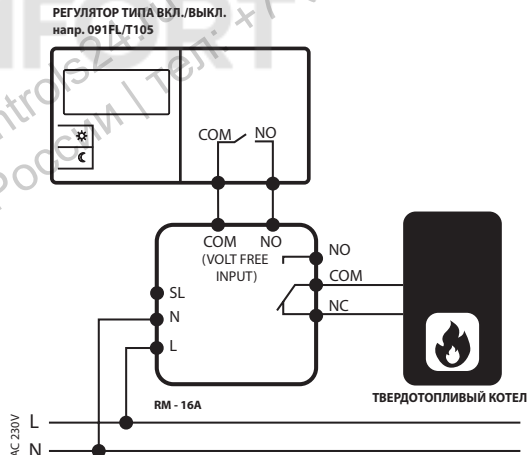 РЕГУЛЯТОР ТИПА ВКЛ./ВЫКЛ.
напр. 091FL/T105
COM NO
COM NO
(VOLT FREE
INPUT)
NO
COM
NC
SL
N
L
RM - 16A
ТВЕРДОТОПЛИВЫЙ КОТЕЛ
AC 230V
L
N